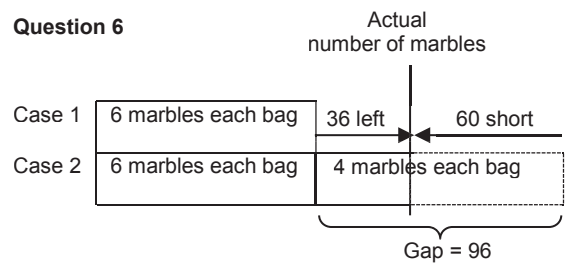 Question 6
Actual
number of marbles
Case 1 6 marbles each bag 36 left 60 short
Case 2 6 marbles each bag 4 marbles each bag
Gap = 96